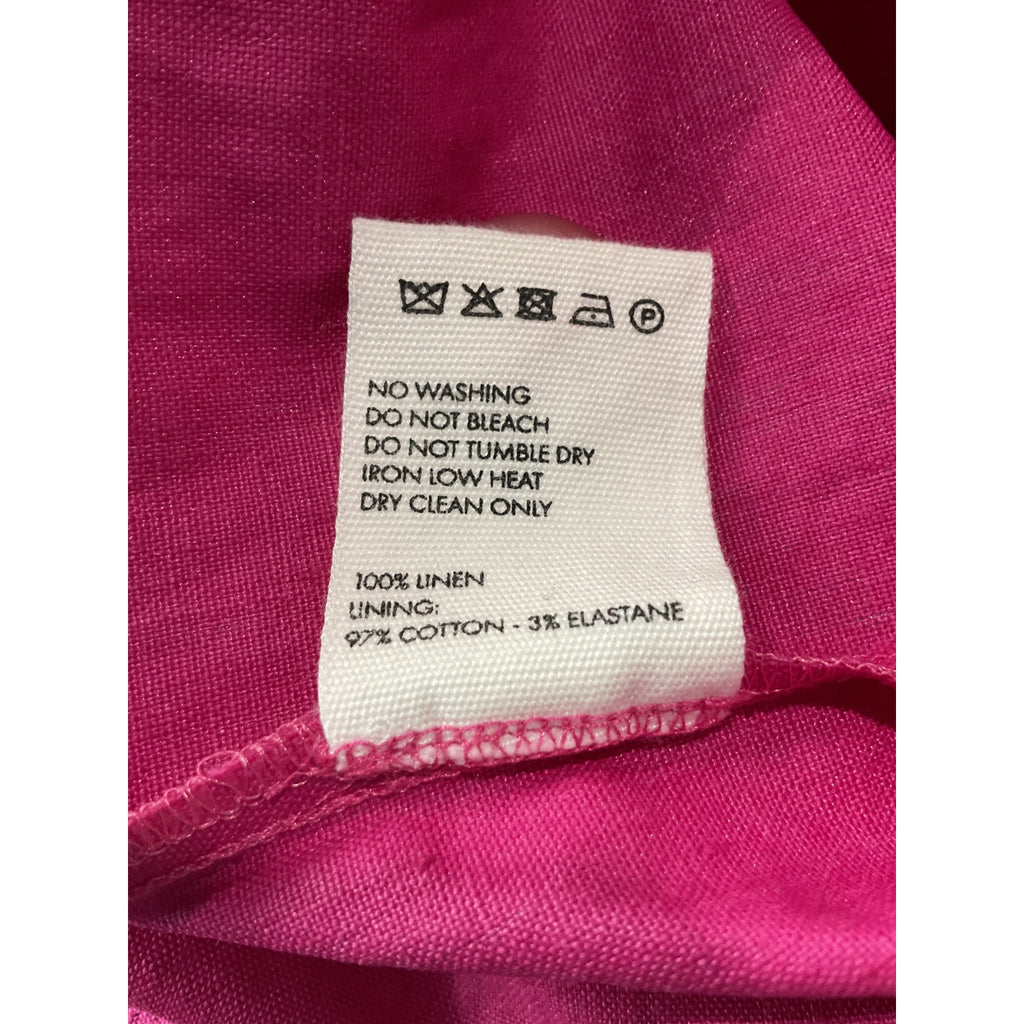 P
NO WASHING
DO NOT BLEACH
DO NOT TUMBLE DRY
IRON LOW HEAT
DRY CLEAN ONLY
100% LINEN
LINING:
97% COTTON - 3% ELASTANE